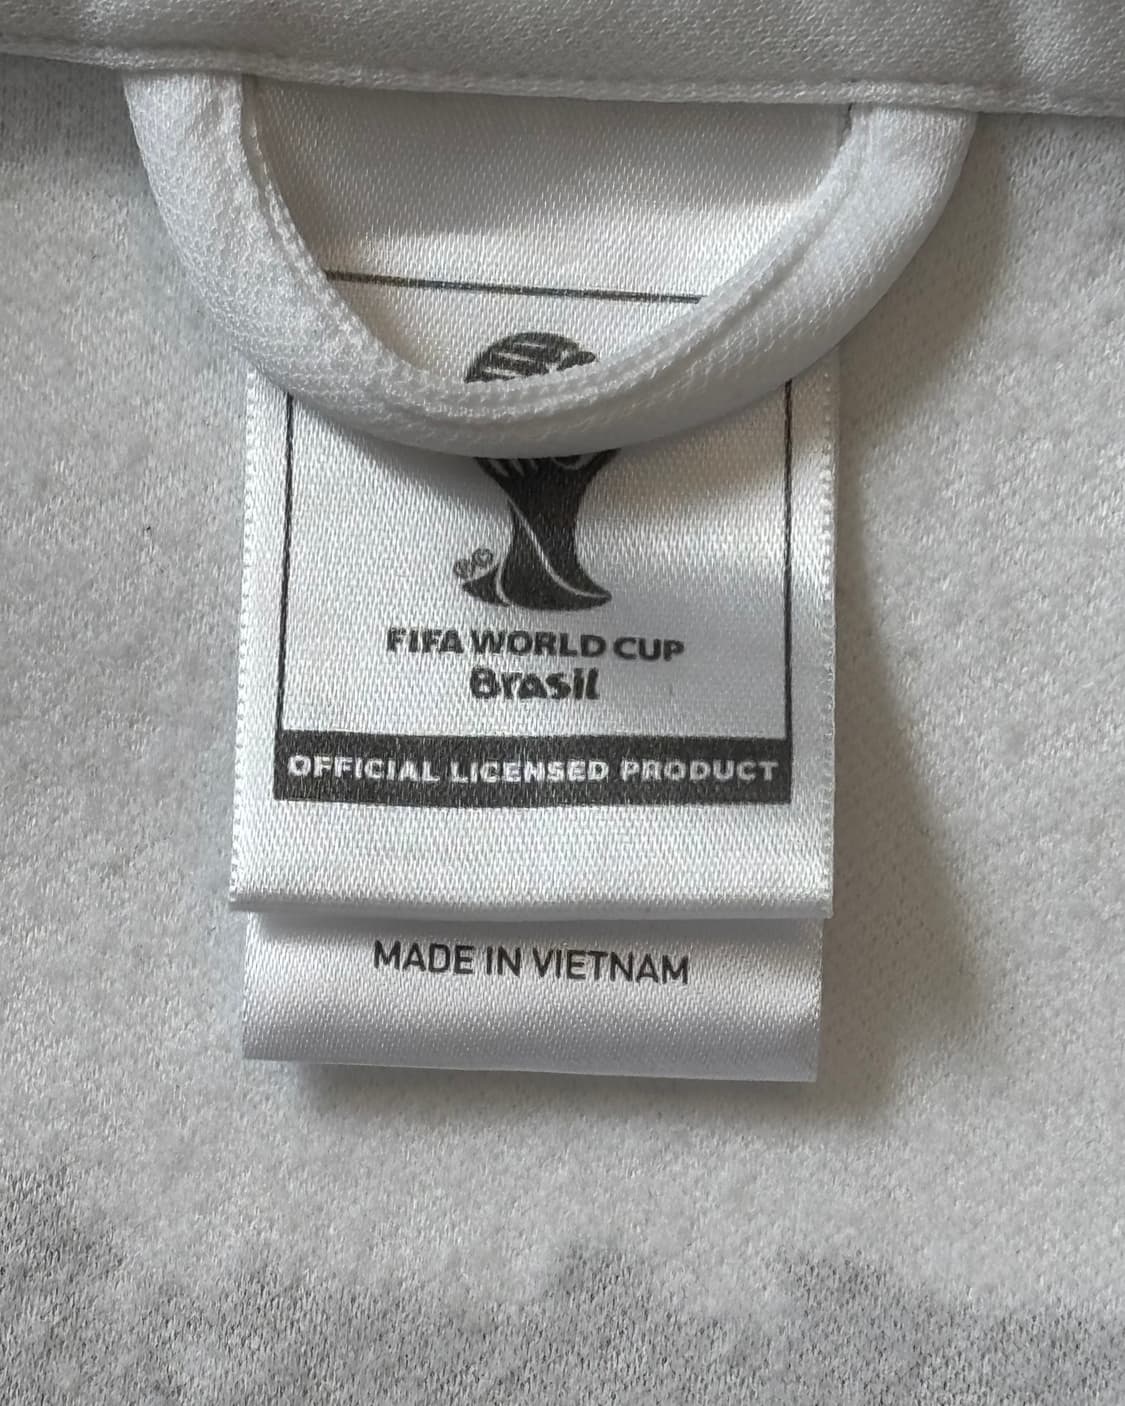 FIFA WORLD CUP
Brasil
OFFICIAL LICENSED PRODUCT
MADE IN VIETNAM